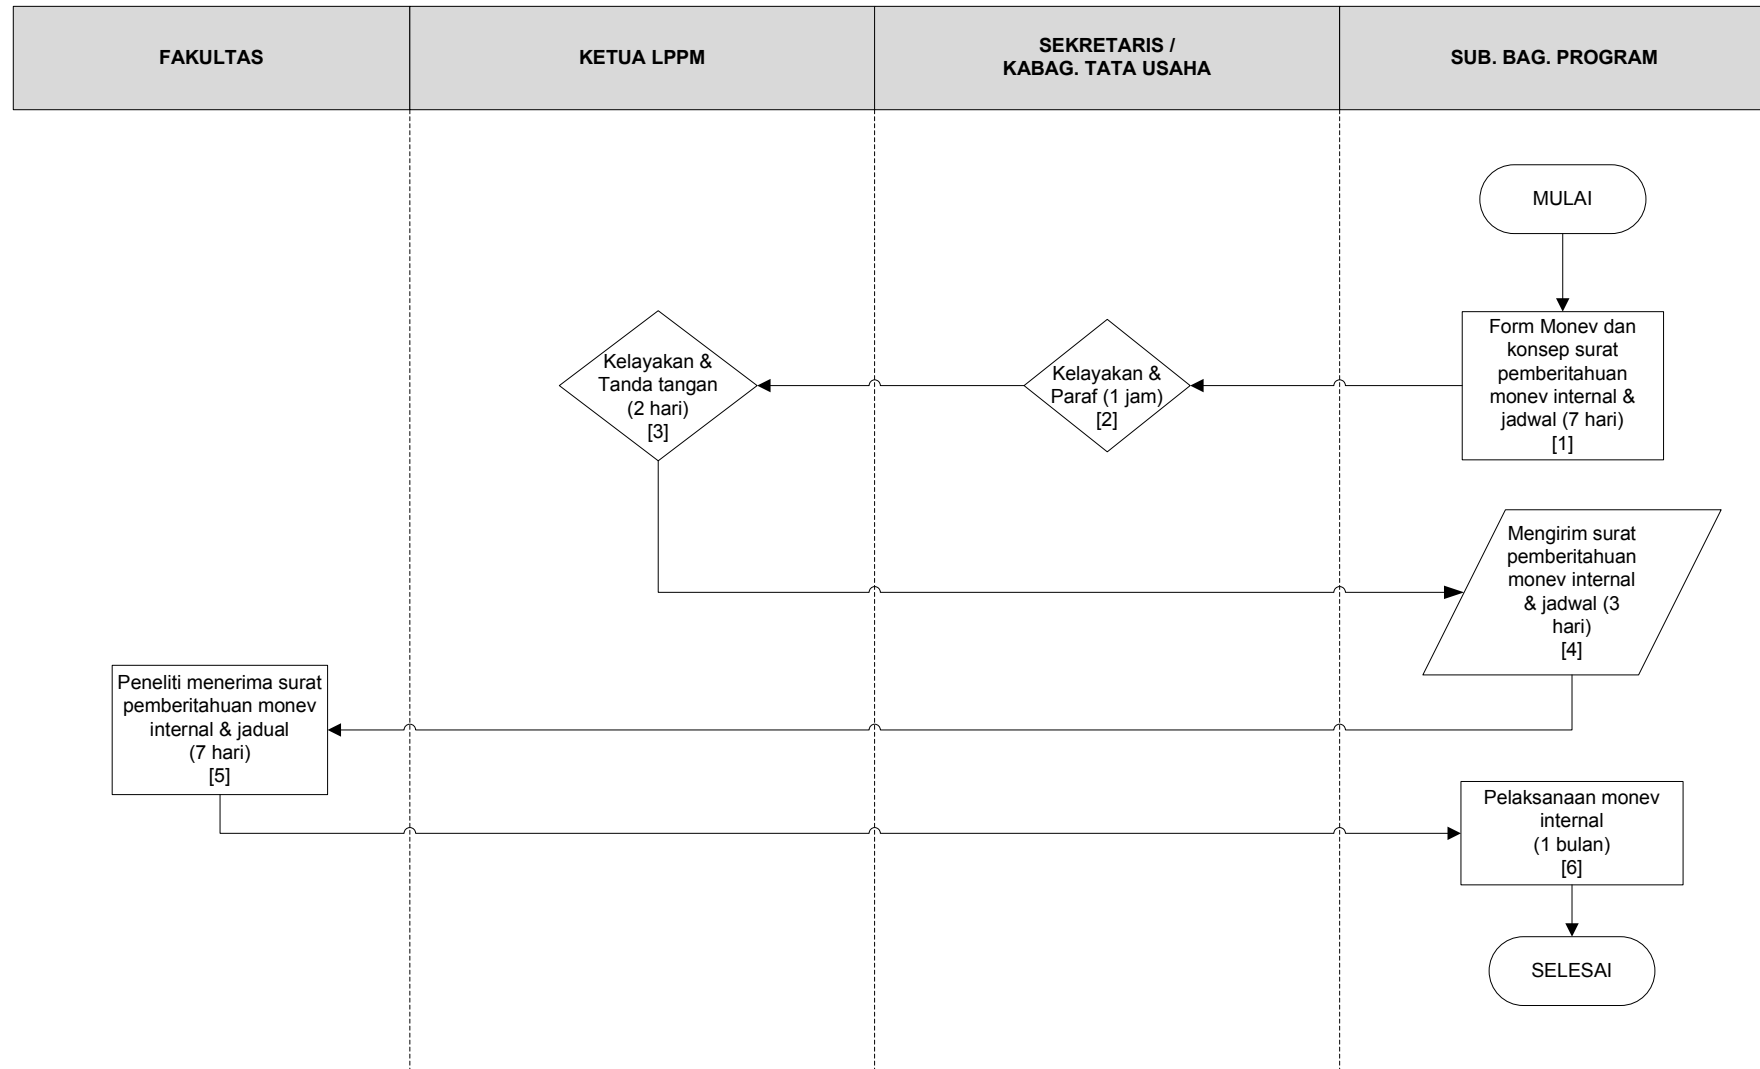 FAKULTAS
KETUA LPPM
SEKRETARIS /
KABAG. TATA USAHA
SUB. BAG. PROGRAM
MULAI
Form Monev dan
konsep surat
pemberitahuan
monev internal &
jadwal (7 hari)
[1]
Kelayakan &
Paraf (1 jam)
[2]
Kelayakan &
Tanda tangan
(2 hari)
[3]
Mengirim surat
pemberitahuan
monev internal
& jadwal (3
hari)
[4]
Peneliti menerima surat
pemberitahuan monev
internal & jadual
(7 hari)
[5]
Pelaksanaan monev
internal
(1 bulan)
[6]
SELESAI